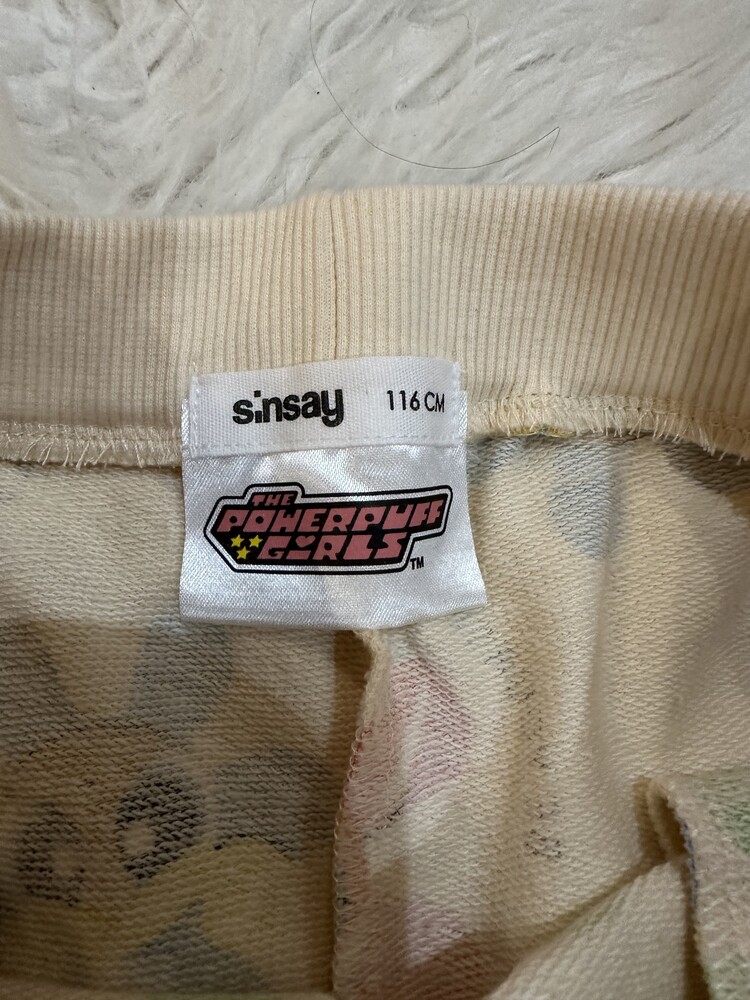 sinsay 116 CM
THE
POWERPUFF
GIRLS TM